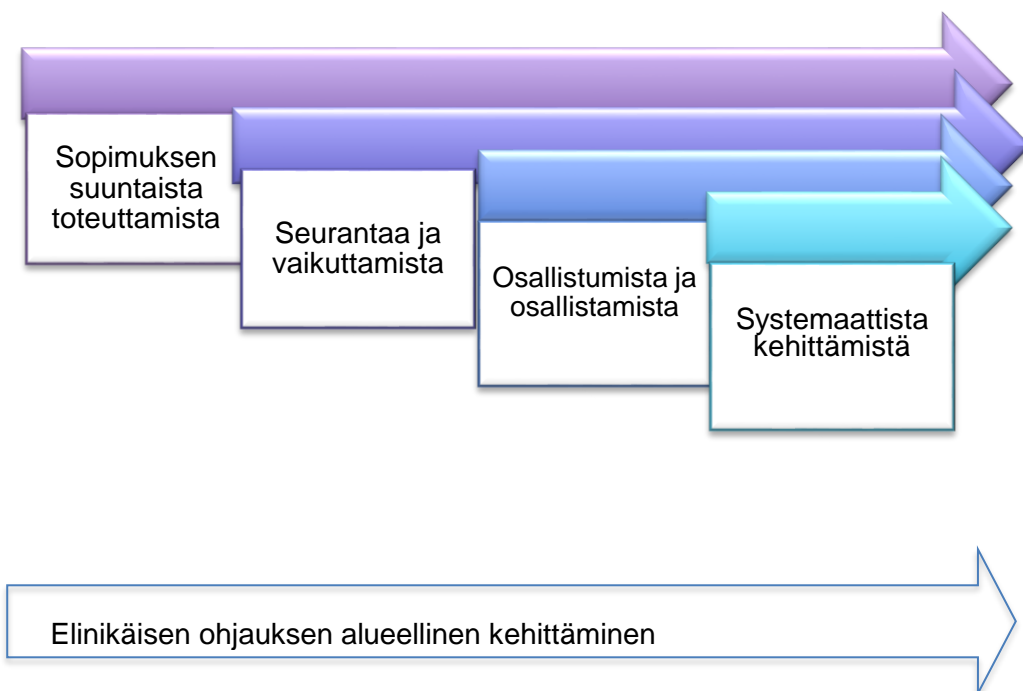 Sopimuksen
suuntaista
toteuttamista
Seurantaa ja
vaikuttamista
Osallistumista ja
osallistamista
Systemaattista
kehittämistä
Elinikäisen ohjauksen alueellinen kehittäminen